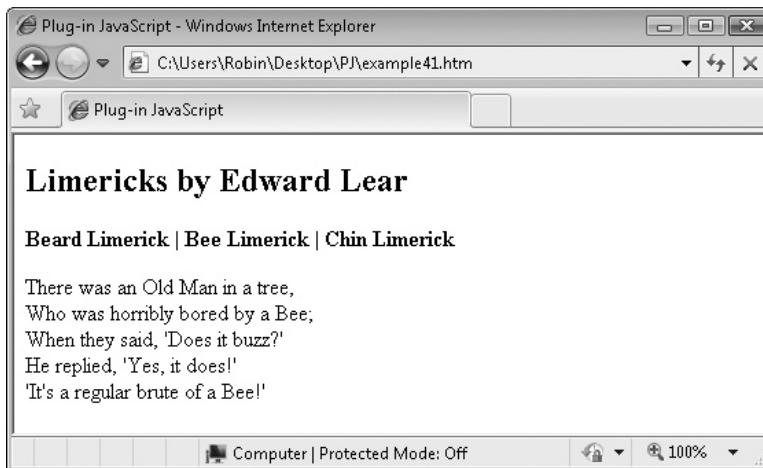 Plug-in JavaScript - Windows Internet Explorer
C:\Users\Robin\Desktop\PJ\example41.htm
Plug-in JavaScript
Limericks by Edward Lear
Beard Limerick | Bee Limerick | Chin Limerick
There was an Old Man in a tree,
Who was horribly bored by a Bee;
When they said, 'Does it buzz?'
He replied, 'Yes, it does!'
'It's a regular brute of a Bee!'
Computer | Protected Mode: Off
100%